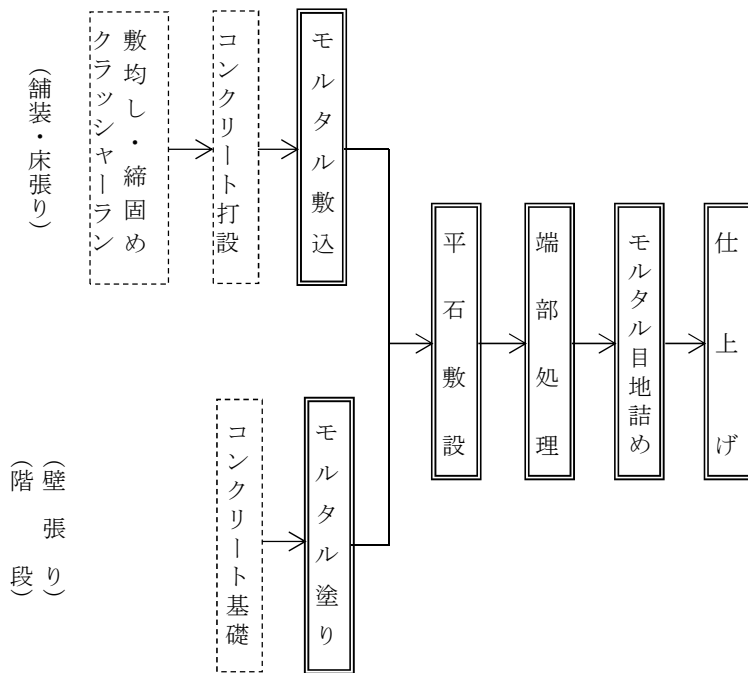 （舗装・床張り）
敷均し・締固め
クラッシャーラン
コンクリート打設
モルタル敷込
（壁張り）
（階段）
コンクリート基礎
モルタル塗り
平石敷設
端部処理
モルタル目地詰め
仕上げ